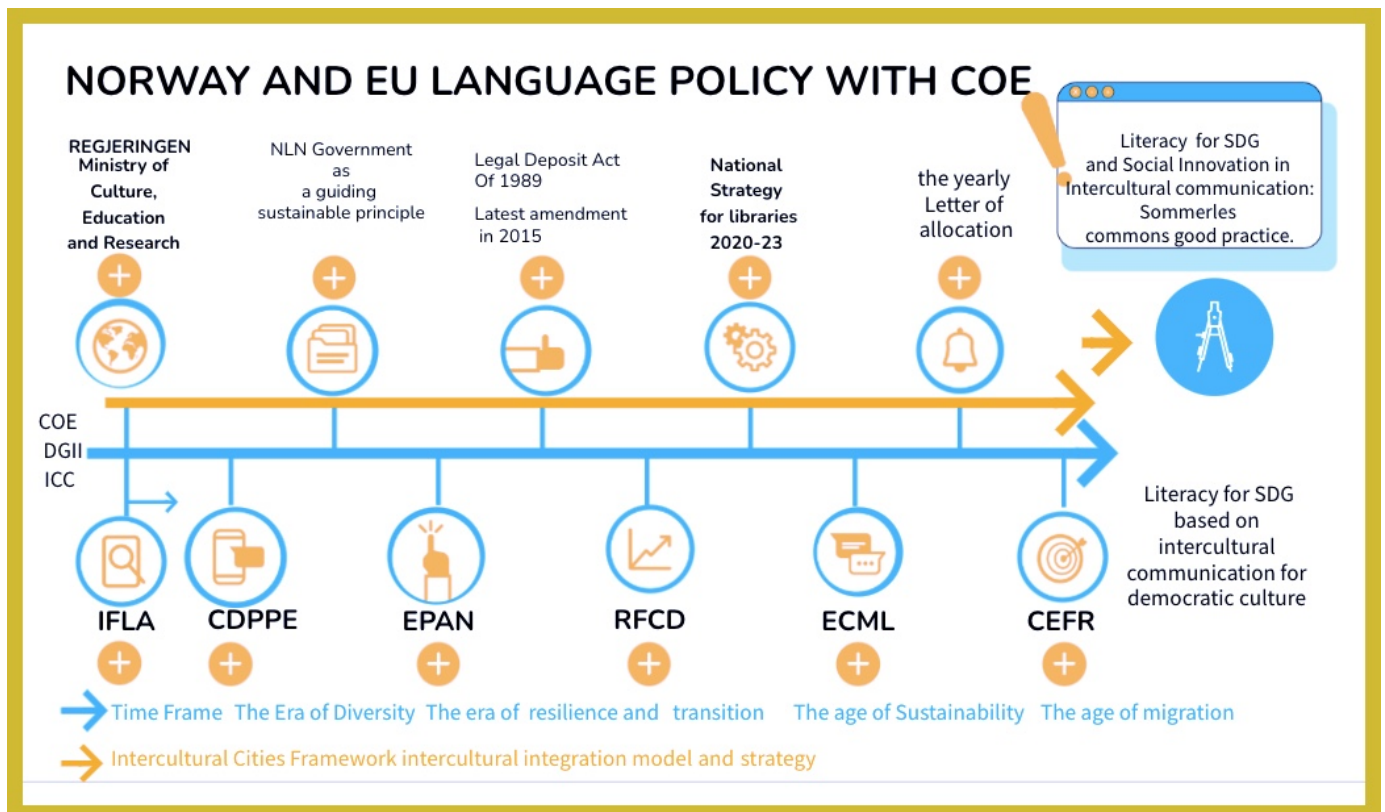 NORWAY AND EU LANGUAGE POLICY WITH COE
REGJERINGEN
Ministry of
Culture,
Education
and Research
NLN Government
as
a guiding
sustainable principle
Legal Deposit Act
Of 1989
Latest amendment
in 2015
National
Strategy
for libraries
2020-23
the yearly
Letter of
allocation
Literacy for SDG
and Social Innovation in
Intercultural communication:
Sommerles
commons good practice.
COE
DGII
ICC
IFLA
CDPPE
EPAN
RFCD
ECML
CEFR
Literacy for SDG
based on
intercultural
communication for
democratic culture
Time Frame The Era of Diversity The era of resilience and transition The age of Sustainability The age of migration
Intercultural Cities Framework intercultural integration model and strategy